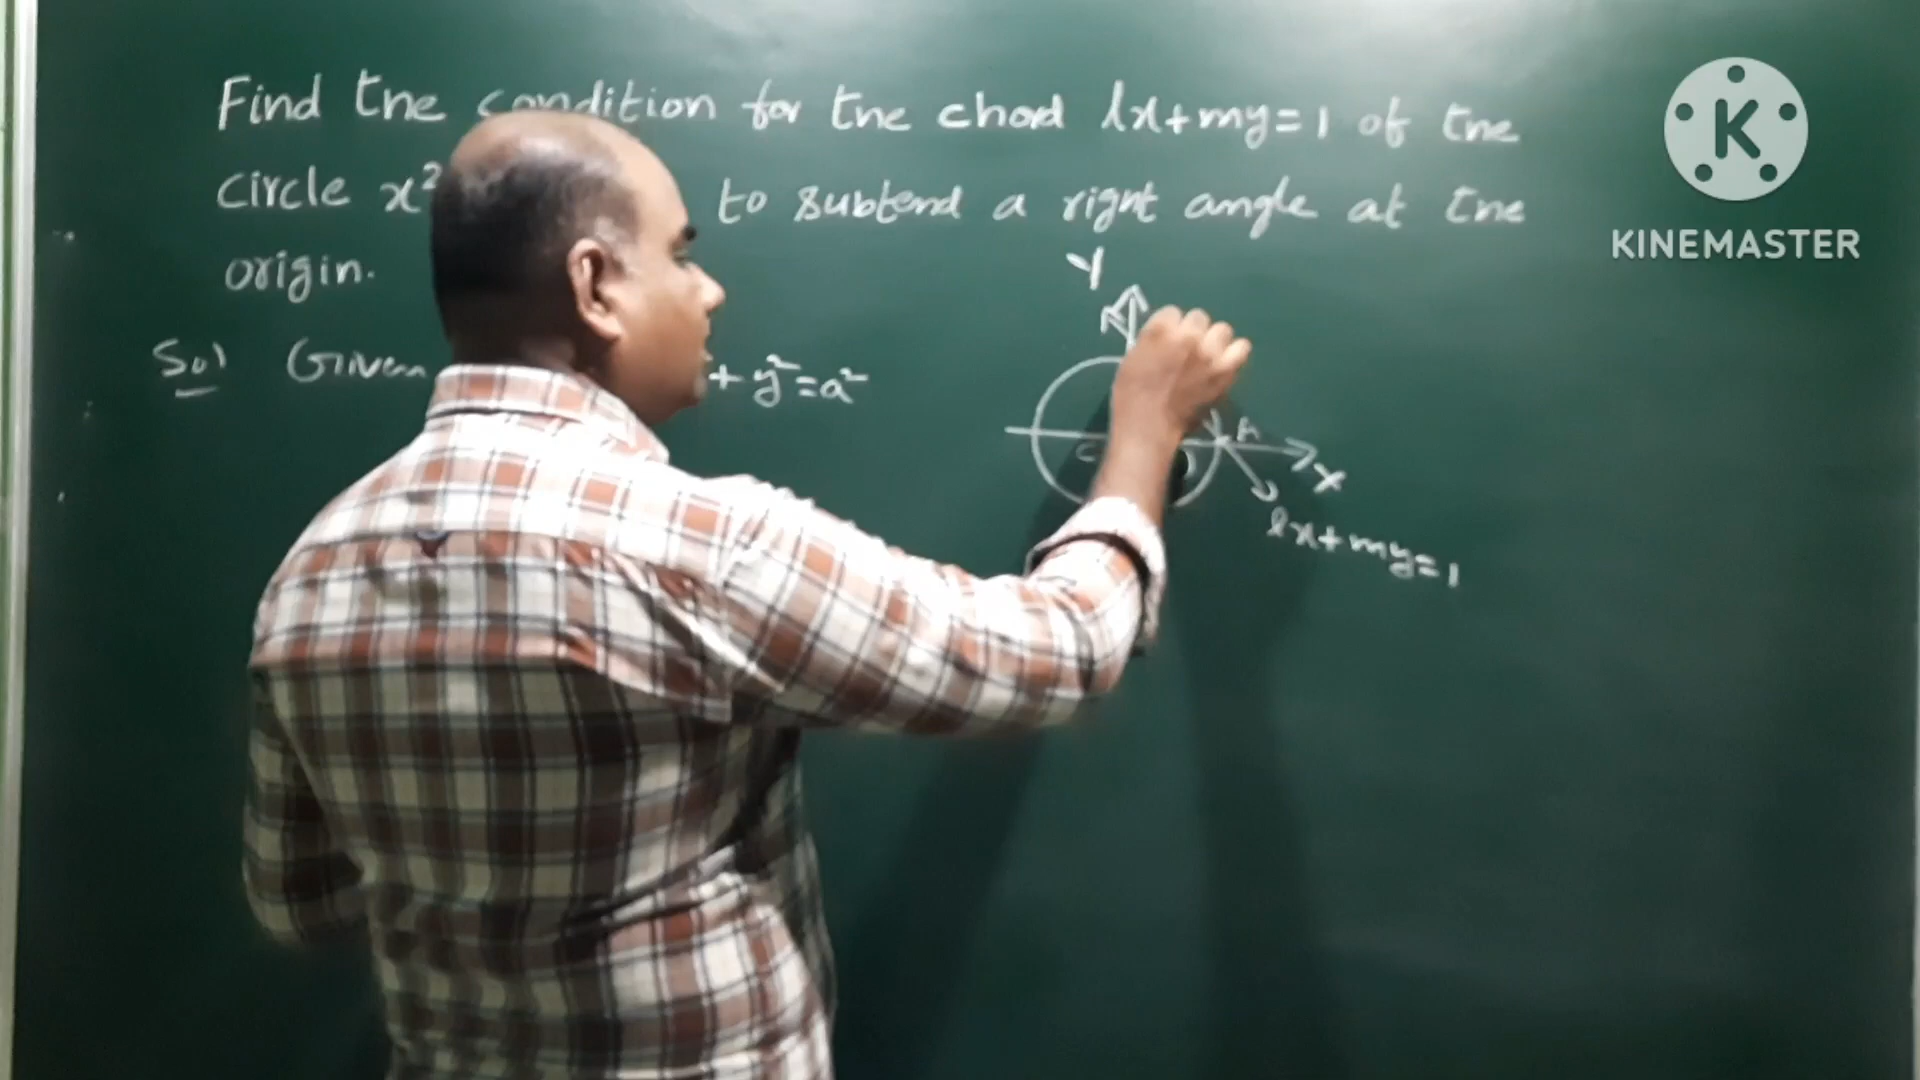 Find the condition for the chord lx+my=1 of the
circle x² to subtend a right angle at the
origin.
Sol Given + y²=a²
Y
A
X
lx+my=1
K
KINEMASTER